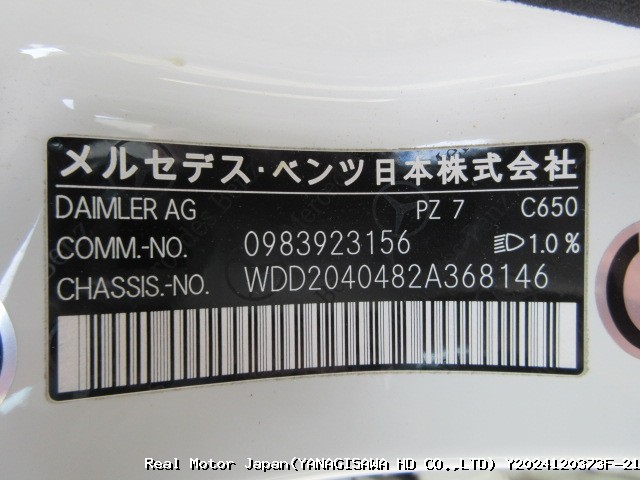 メルセデス・ベンツ日本株式会社
DAIMLER AG PZ 7 C650
COMM.-NO. 0983923156 1.0%
CHASSIS.-NO. WDD2040482A368146
Real Motor Japan(YANAGISAWA HD CO.,LTD) Y2024120373F-21